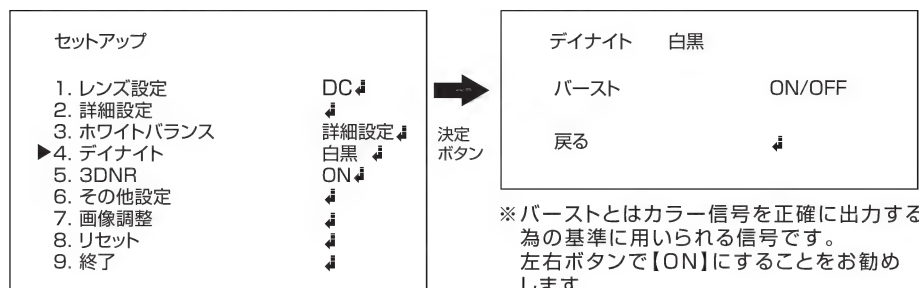 セットアップ
1. レンズ設定 DC↲
2. 詳細設定 ↲
3. ホワイトバランス 詳細設定↲
▶4. デイナイト 白黒 ↲
5. 3DNR ON↲
6. その他設定 ↲
7. 画像調整 ↲
8. リセット ↲
9. 終了 ↲
決定
ボタン
デイナイト 白黒
バースト ON/OFF
戻る ↲
※バーストとはカラー信号を正確に出力する
為の基準に用いられる信号です。
左右ボタンで【ON】にすることをお勧め
します